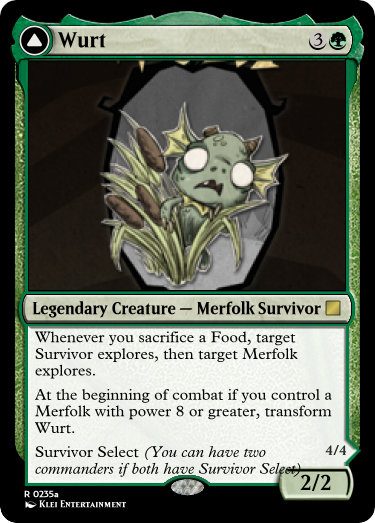 Wurt 3
Legendary Creature — Merfolk Survivor
Whenever you sacrifice a Food, target
Survivor explores, then target Merfolk
explores.
At the beginning of combat if you control a
Merfolk with power 8 or greater, transform
Wurt.
Survivor Select (You can have two
commanders if both have Survivor Select)
4/4
2/2
R 0235a
KLEI ENTERTAINMENT